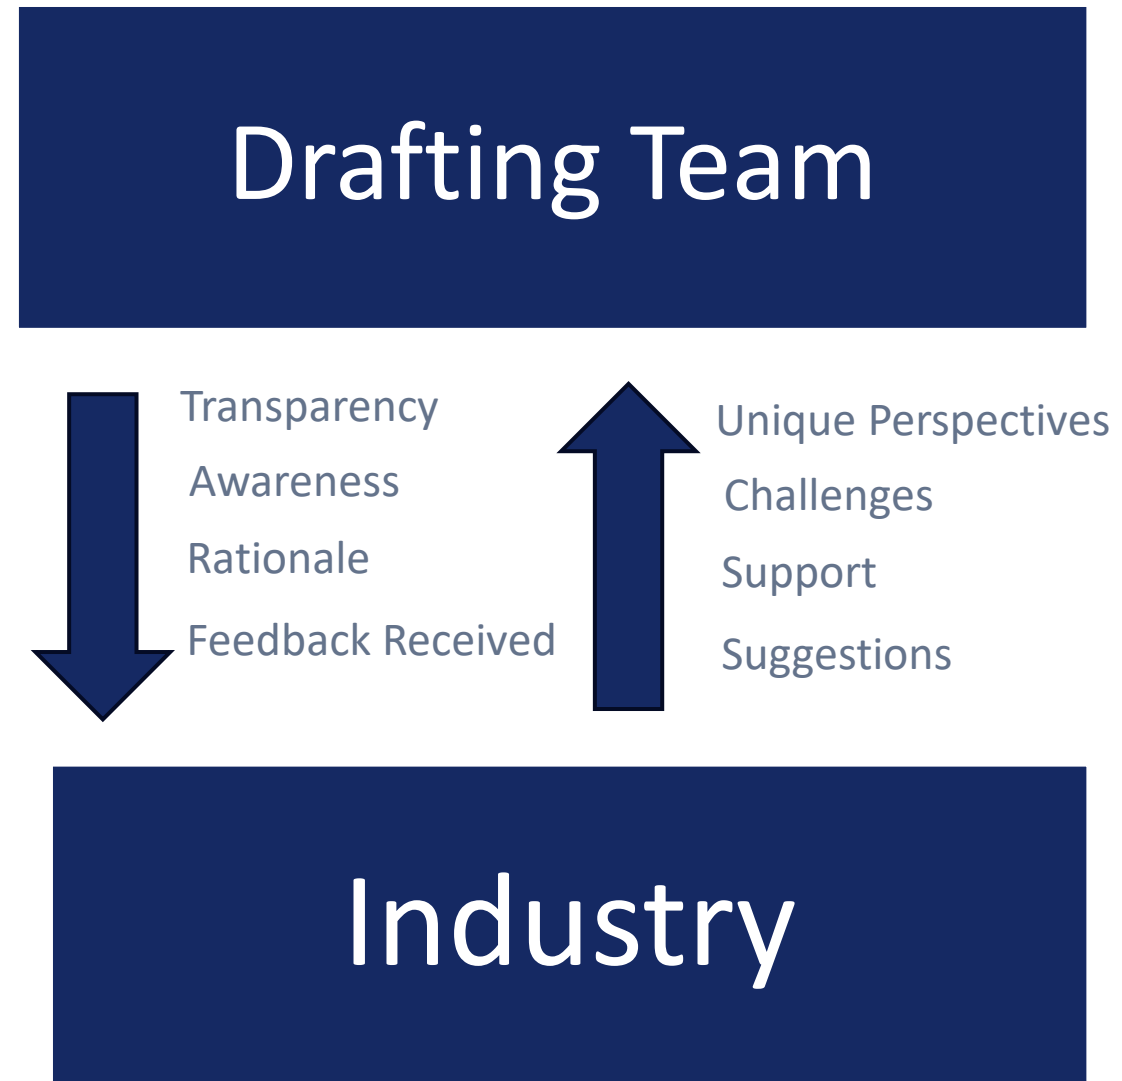 Drafting Team
Transparency
Awareness
Rationale
Feedback Received
Unique Perspectives
Challenges
Support
Suggestions
Industry